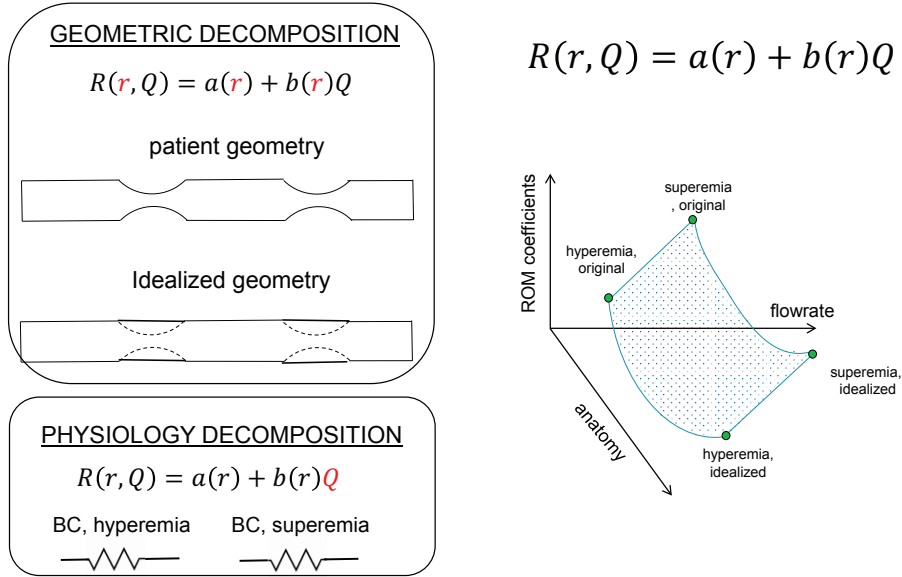 GEOMETRIC DECOMPOSITION
R(r, Q) = a(r) + b(r)Q
patient geometry
Idealized geometry
PHYSIOLOGY DECOMPOSITION
R(r, Q) = a(r) + b(r)Q
BC, hyperemia
BC, superemia
R(r, Q) = a(r) + b(r)Q
ROM coefficients
superemia
, original
hyperemia,
original
flowrate
superemia,
idealized
anatomy
hyperemia,
idealized